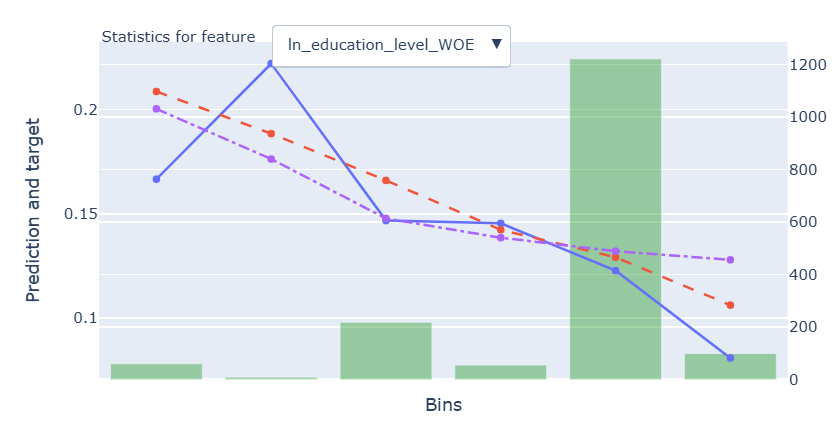 Statistics for feature
ln_education_level_WOE ▼
Prediction and target
0.2
0.15
0.1
1200
1000
800
600
400
200
0
Bins